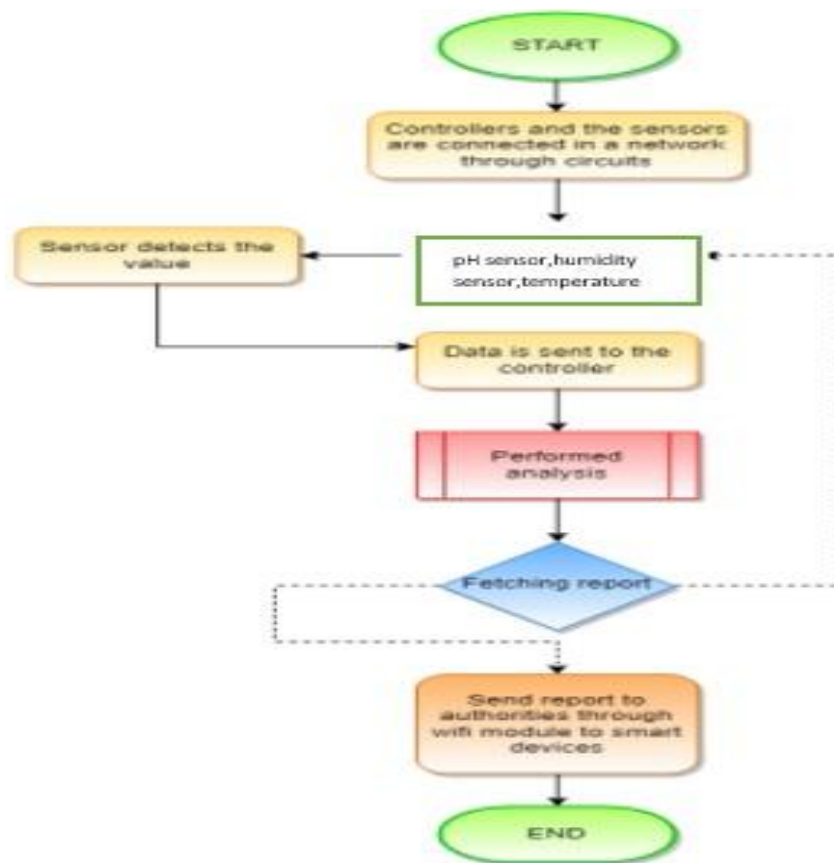 START
Controllers and the sensors
are connected in a network
through circuits
pH sensor,humidity
sensor,temperature
Sensor detects the
value
Data is sent to the
controller
Performed
analysis
Fetching report
Send report to
authorities through
wifi module to smart
devices
END